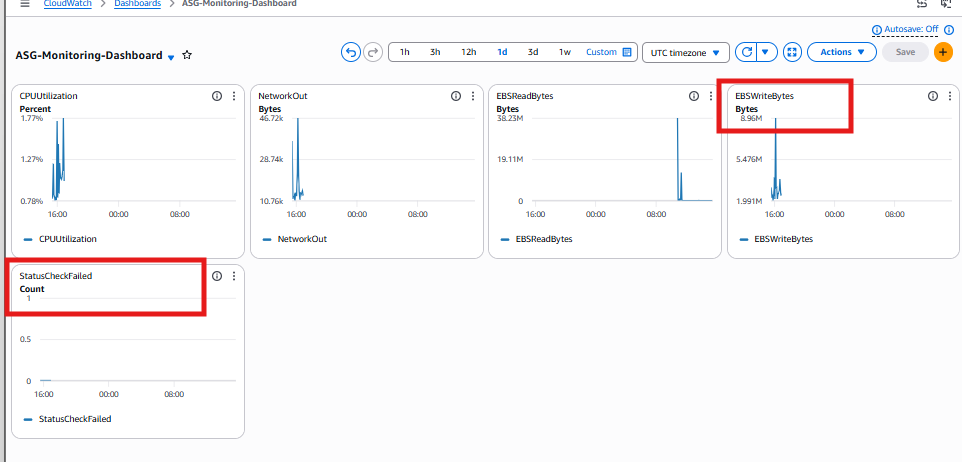 CloudWatch > Dashboards > ASG-Monitoring-Dashboard
Autosave: Off
ASG-Monitoring-Dashboard
1h 3h 12h 1d 3d 1w Custom UTC timezone Actions Save
CPUUtilization
Percent
1.77%
1.27%
0.78%
16:00 00:00 08:00
CPUUtilization
NetworkOut
Bytes
46.72k
28.74k
10.76k
16:00 00:00 08:00
NetworkOut
EBSReadBytes
Bytes
38.23M
19.11M
0
16:00 00:00 08:00
EBSReadBytes
EBSWriteBytes
Bytes
8.96M
5.476M
1.991M
16:00 00:00 08:00
EBSWriteBytes
StatusCheckFailed
Count
1
0.5
0
16:00 00:00 08:00
StatusCheckFailed